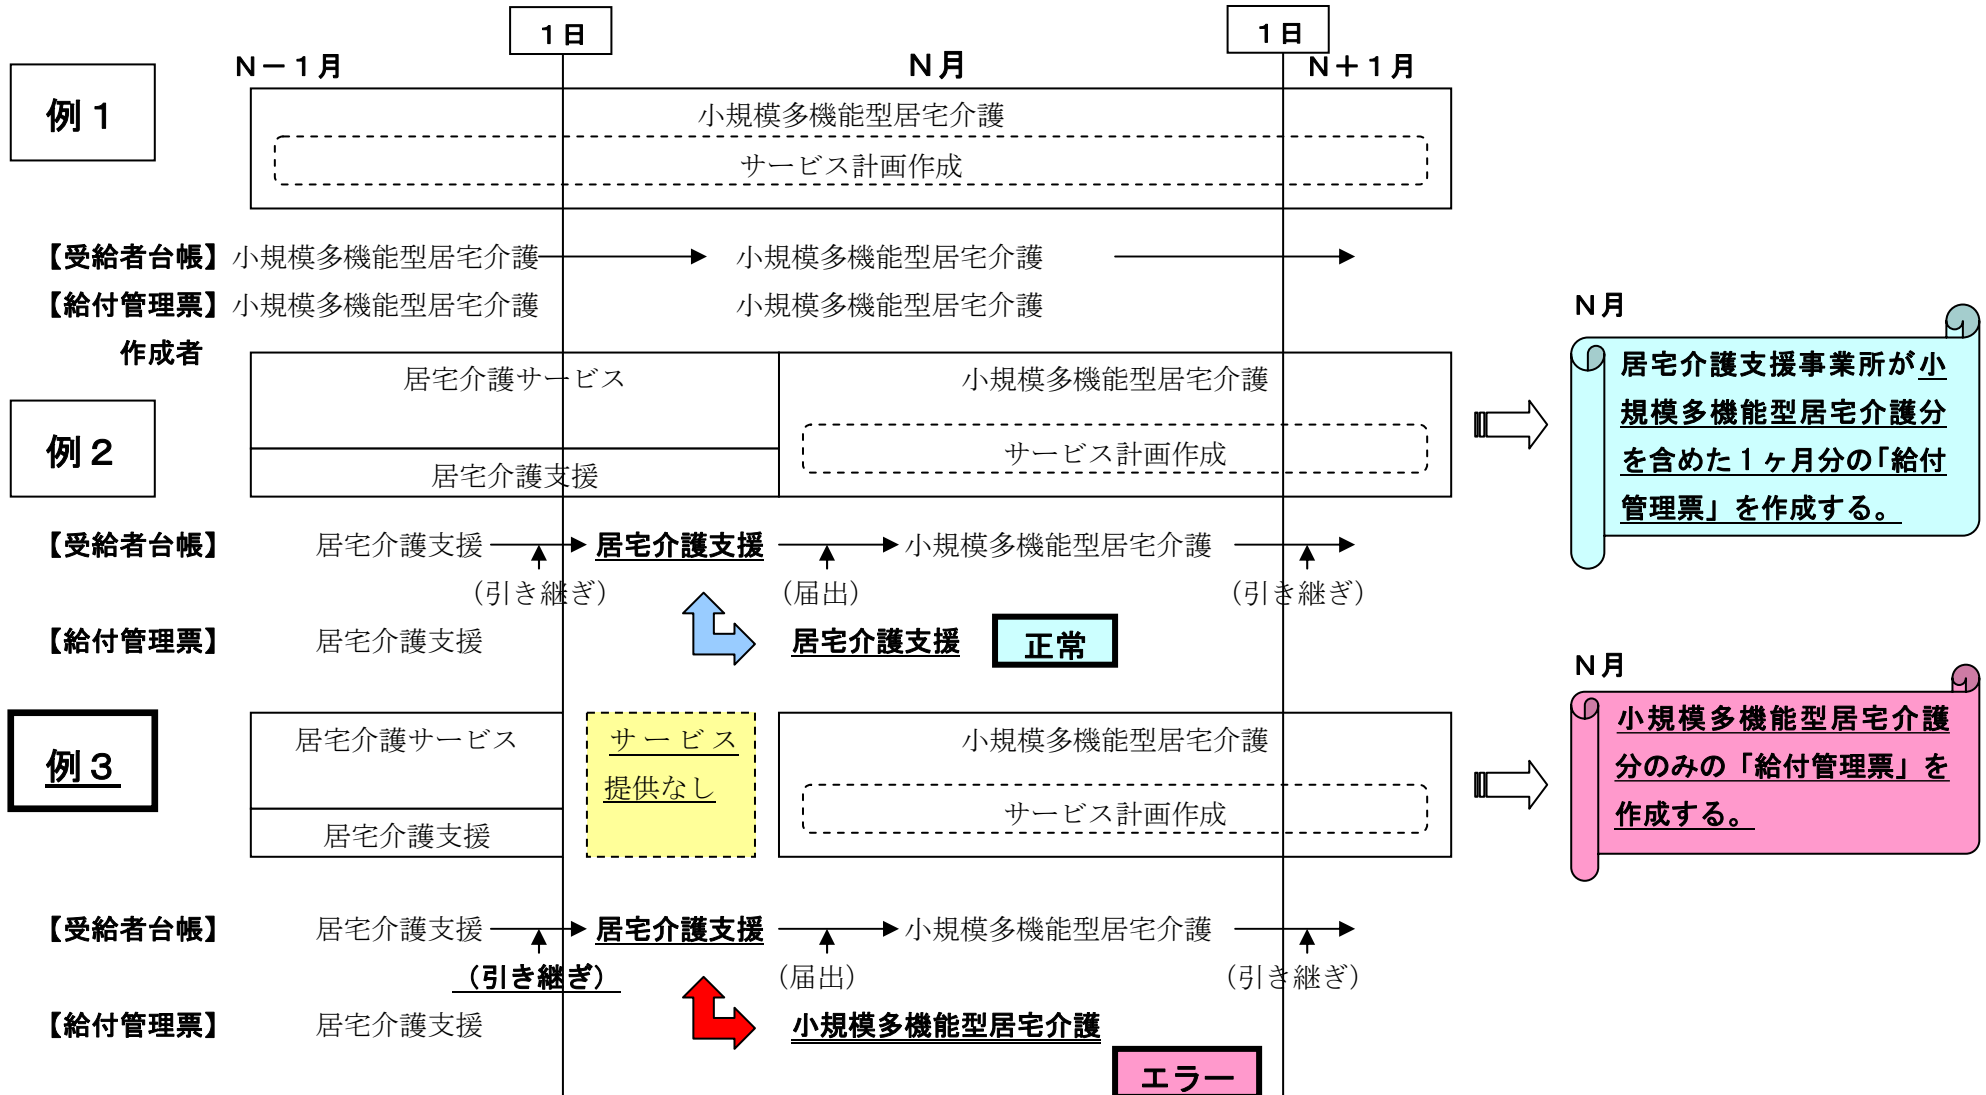 １日
１日
Ｎ－１月
Ｎ月
Ｎ＋１月
例１
小規模多機能型居宅介護
サービス計画作成
【受給者台帳】 小規模多機能型居宅介護 小規模多機能型居宅介護
【給付管理票】 小規模多機能型居宅介護 小規模多機能型居宅介護
作成者
例２
居宅介護サービス
居宅介護支援
小規模多機能型居宅介護
サービス計画作成
Ｎ月
居宅介護支援事業所が小
規模多機能型居宅介護分
を含めた１ヶ月分の「給付
管理票」を作成する。
【受給者台帳】 居宅介護支援 居宅介護支援 小規模多機能型居宅介護
（引き継ぎ） （届出） （引き継ぎ）
【給付管理票】 居宅介護支援 居宅介護支援 正常
例３
居宅介護サービス
居宅介護支援
サービス
提供なし
小規模多機能型居宅介護
サービス計画作成
Ｎ月
小規模多機能型居宅介護
分のみの「給付管理票」を
作成する。
【受給者台帳】 居宅介護支援 居宅介護支援 小規模多機能型居宅介護
（引き継ぎ） （届出） （引き継ぎ）
【給付管理票】 居宅介護支援 小規模多機能型居宅介護
エラー